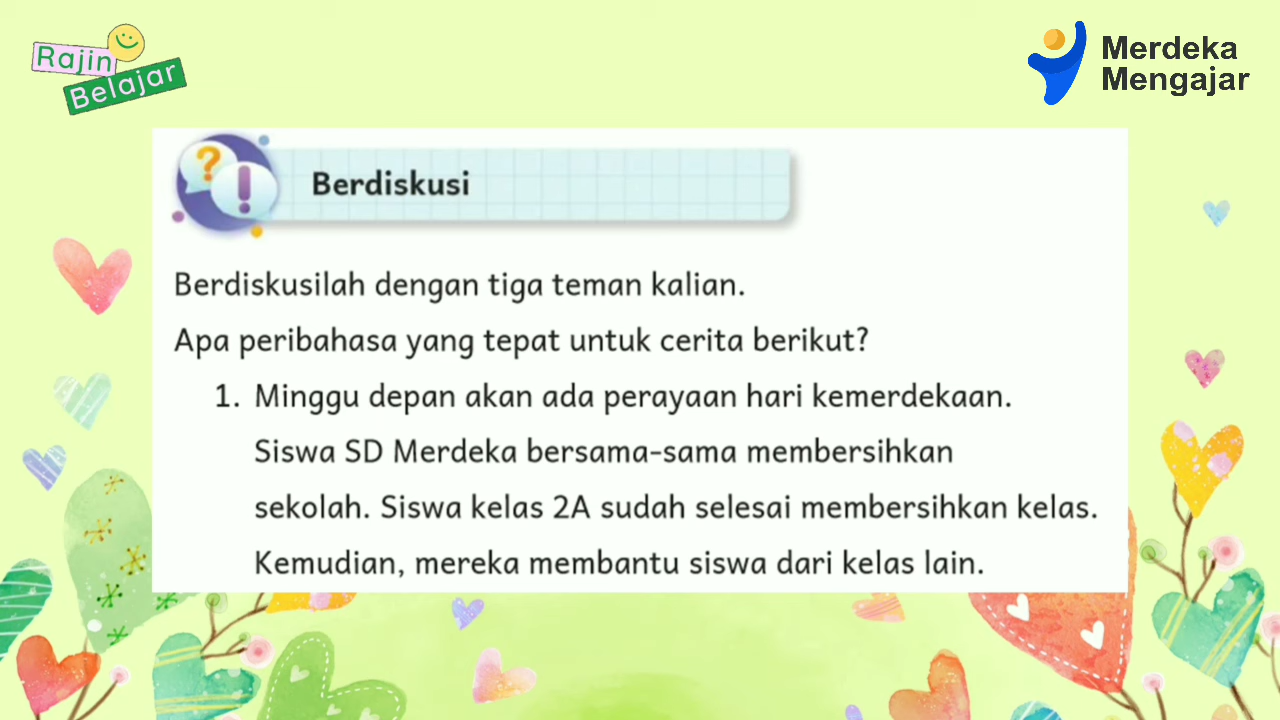 Rajin
Belajar
Merdeka
Mengajar
? !
Berdiskusi
Berdiskusilah dengan tiga teman kalian.
Apa peribahasa yang tepat untuk cerita berikut?
1. Minggu depan akan ada perayaan hari kemerdekaan.
Siswa SD Merdeka bersama-sama membersihkan
sekolah. Siswa kelas 2A sudah selesai membersihkan kelas.
Kemudian, mereka membantu siswa dari kelas lain.